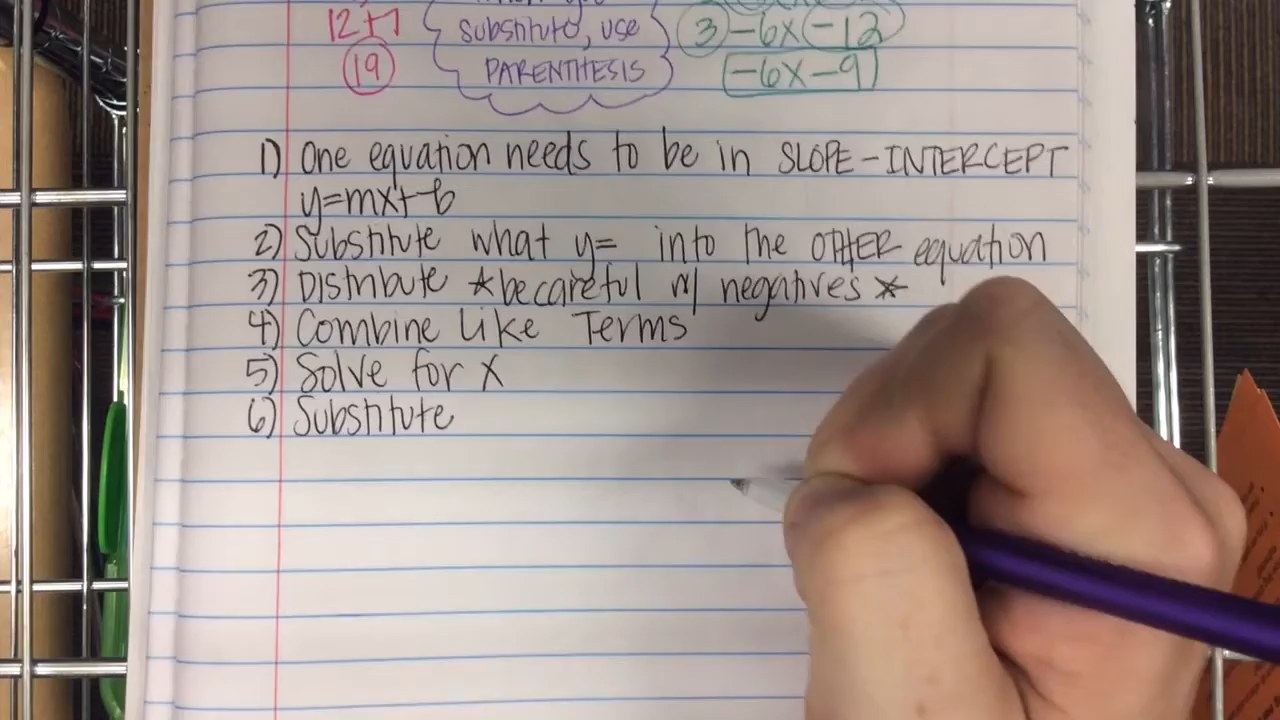 12+7
19
substitute, use
PARENTHESIS
3 -6x -12
-6x -9
1) One equation needs to be in SLOPE-INTERCEPT
y=mx+b
2) Substitute what y= into the OTHER equation
3) Distribute *be careful w/ negatives *
4) Combine Like Terms
5) Solve for x
6) Substitute